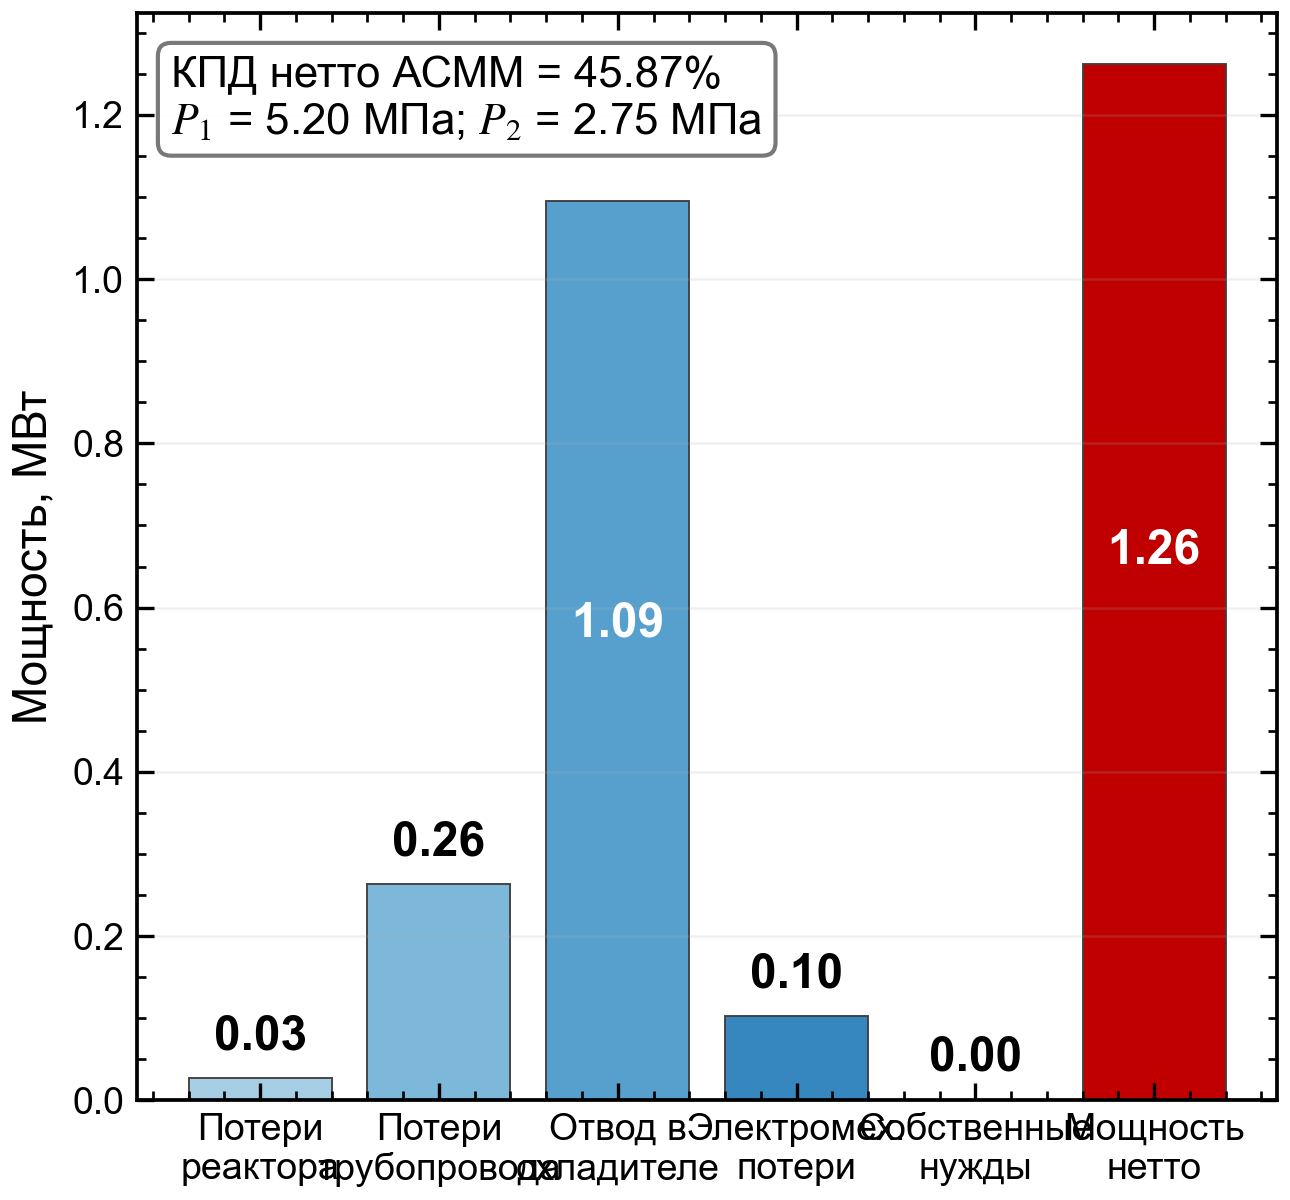 КПД нетто АСММ = 45.87%
P1 = 5.20 МПа; P2 = 2.75 МПа
Мощность, МВт
1.2
1.0
0.8
0.6
0.4
0.2
0.0
0.03
0.26
1.09
0.10
0.00
1.26
Потери
реактора
Потери
трубопровода
Отвод в
охладителе
Электромех.
потери
Собственные
нужды
Мощность
нетто